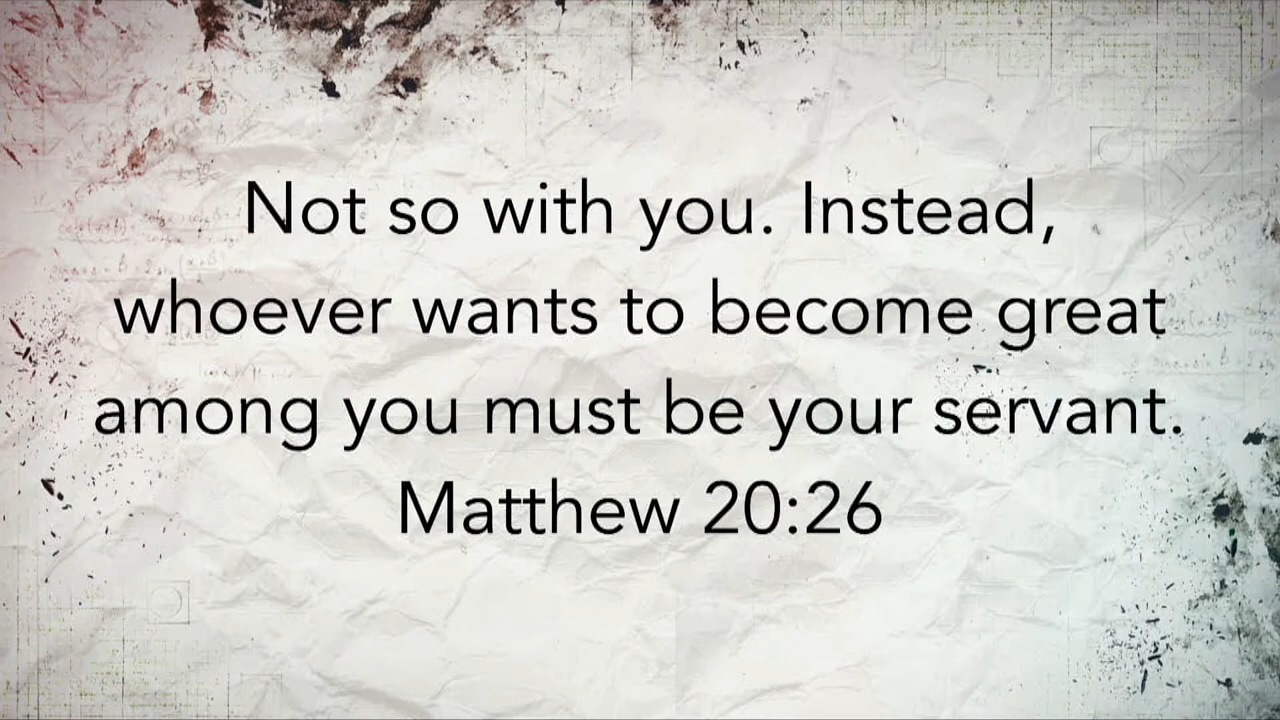 Not so with you. Instead,
whoever wants to become great
among you must be your servant.
Matthew 20:26